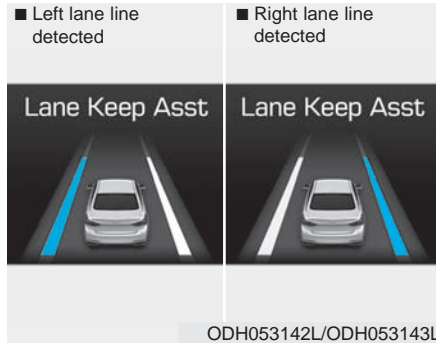 ■ Left lane line
detected
■ Right lane line
detected
Lane Keep Asst
Lane Keep Asst
ODH053142L/ODH053143L